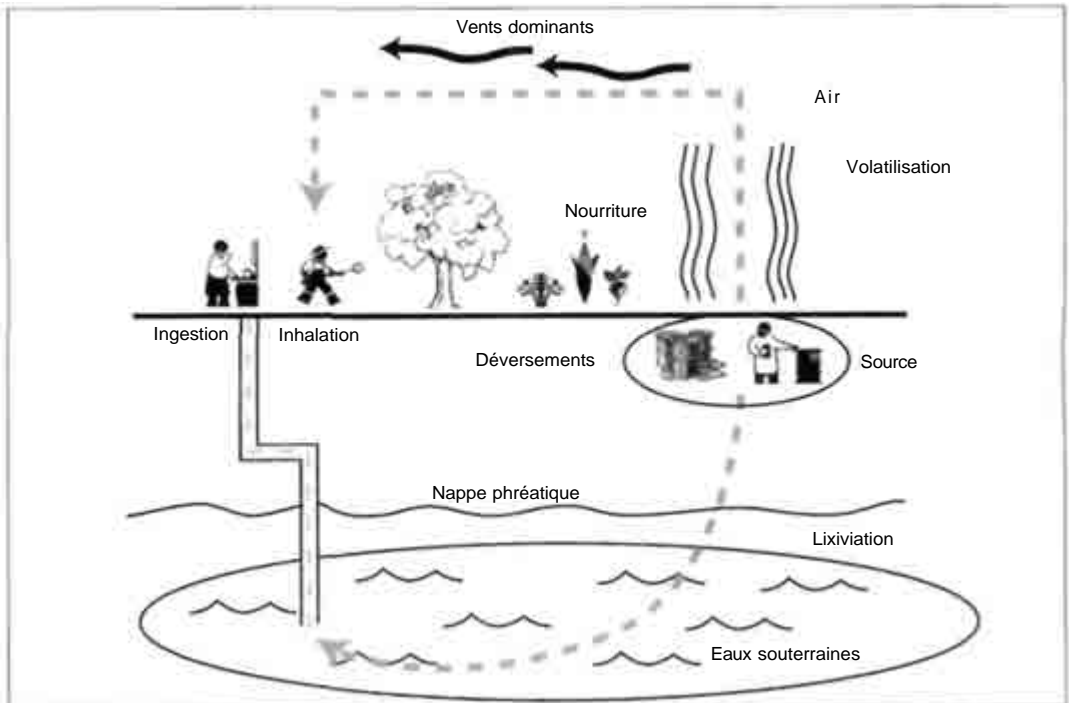 Vents dominants
Air
Volatilisation
Nourriture
Ingestion
Inhalation
Déversements
Source
Nappe phréatique
Lixiviation
Eaux souterraines